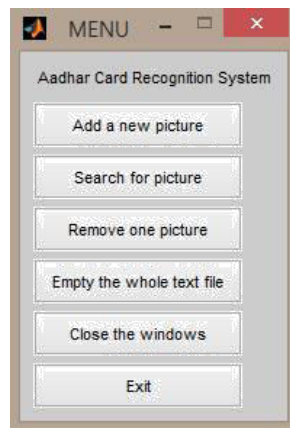 MENU
Aadhar Card Recognition System
Add a new picture
Search for picture
Remove one picture
Empty the whole text file
Close the windows
Exit